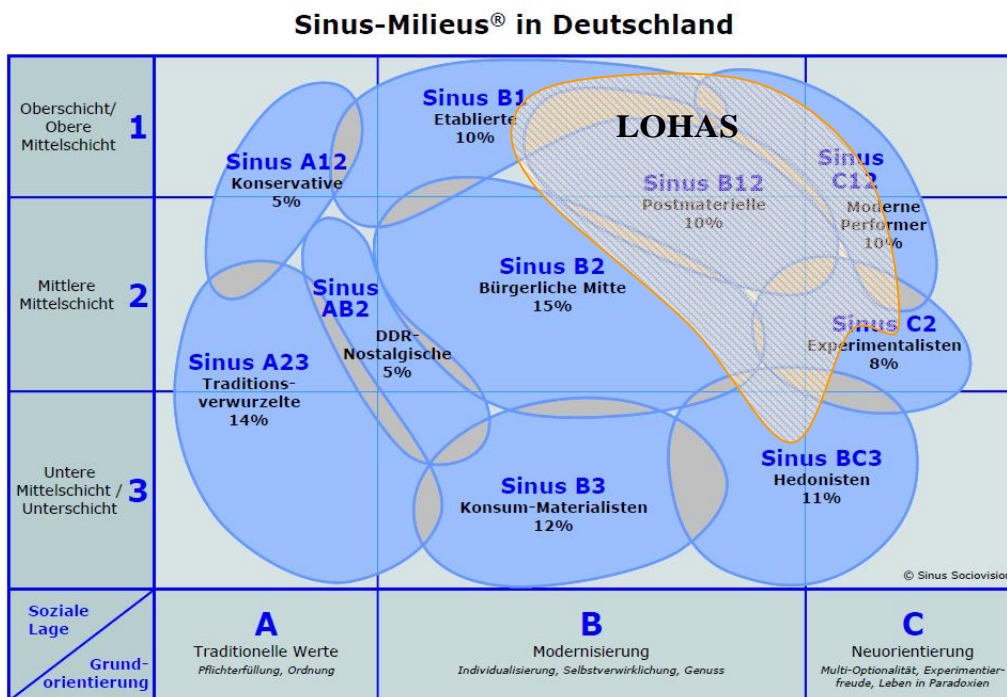 Sinus-Milieus® in Deutschland
Oberschicht/
Obere
Mittelschicht
1
Mittlere
Mittelschicht
2
Untere
Mittelschicht /
Unterschicht
3
Sinus B1
Etablierte
10%
LOHAS
Sinus A12
Konservative
5%
Sinus B12
Postmaterielle
10%
Sinus
C12
Moderne
Performer
10%
Sinus B2
Bürgerliche Mitte
15%
Sinus
AB2
DDR-
Nostalgische
5%
Sinus C2
Experimentalisten
8%
Sinus A23
Traditions-
verwurzelte
14%
Sinus B3
Konsum-Materialisten
12%
Sinus BC3
Hedonisten
11%
© Sinus Sociovision
Soziale
Lage
Grund-
orientierung
A
Traditionelle Werte
Pflichterfüllung, Ordnung
B
Modernisierung
Individualisierung, Selbstverwirklichung, Genuss
C
Neuorientierung
Multi-Optionalität, Experimentier-
freude, Leben in Paradoxien